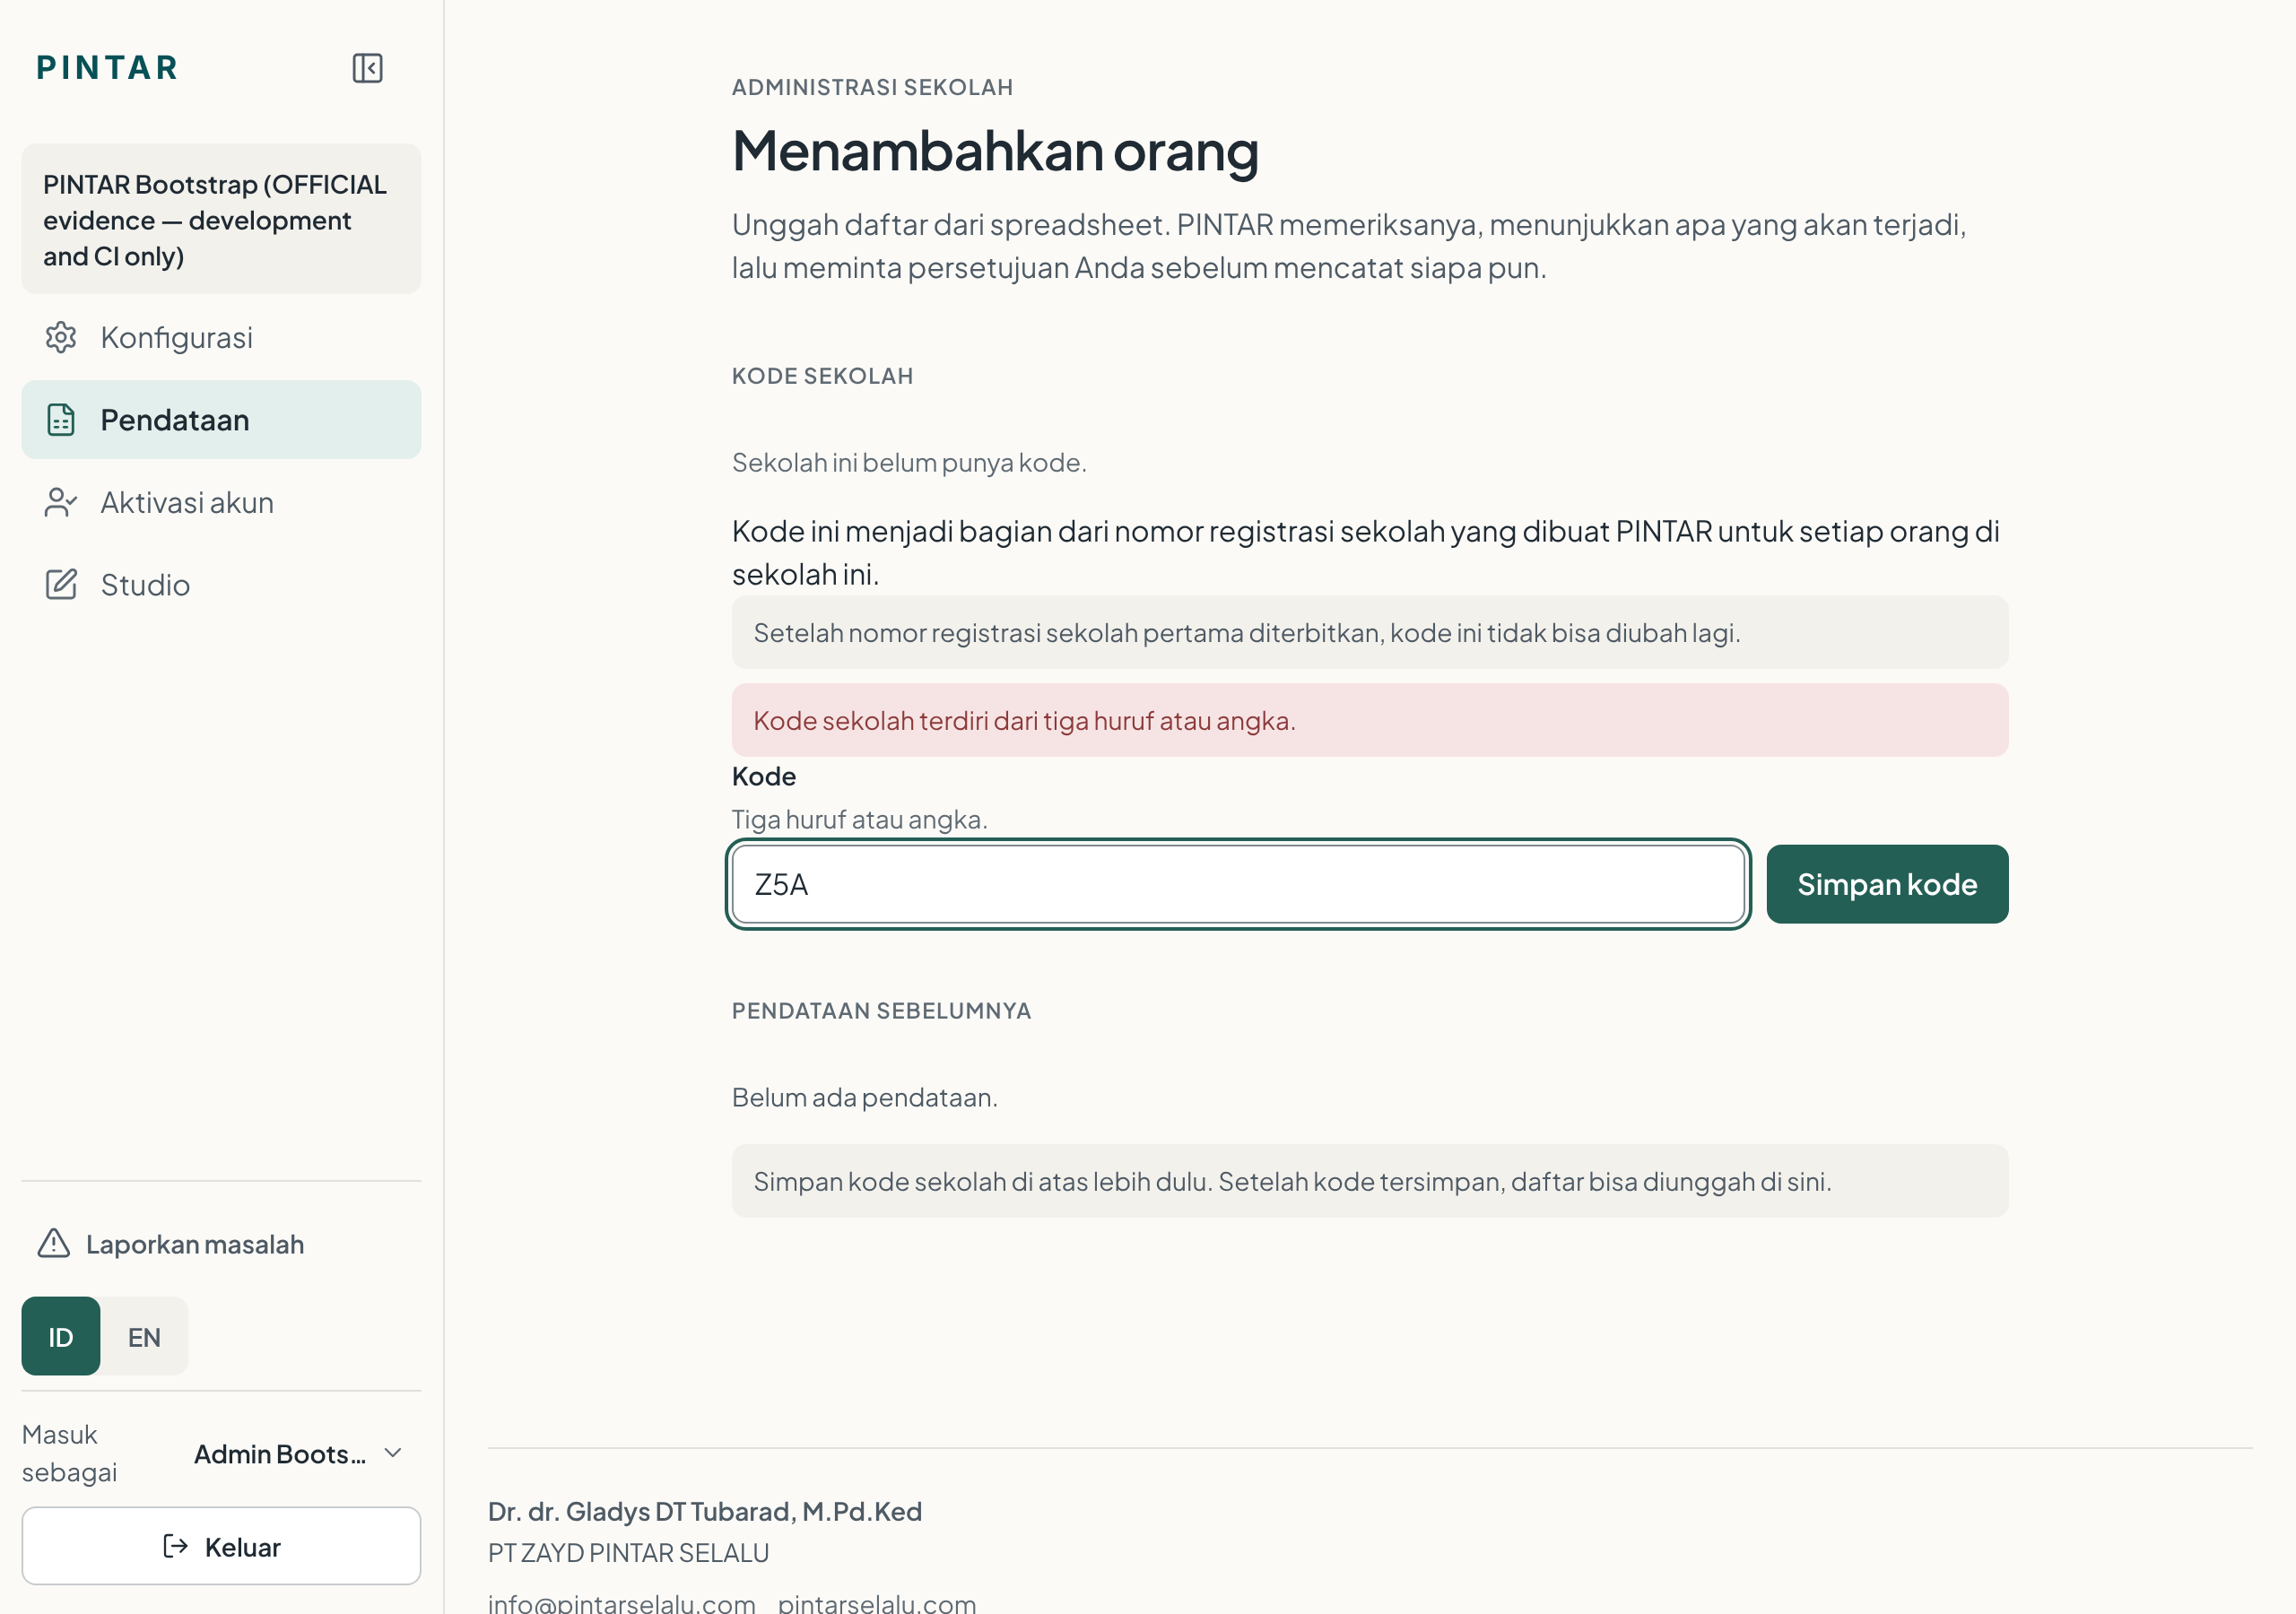 PINTAR
PINTAR Bootstrap (OFFICIAL
evidence — development
and CI only)
Konfigurasi
Pendataan
Aktivasi akun
Studio
Laporkan masalah
ID
EN
Masuk
sebagai
Admin Boots...
Keluar
ADMINISTRASI SEKOLAH
Menambahkan orang
Unggah daftar dari spreadsheet. PINTAR memeriksanya, menunjukkan apa yang akan terjadi,
lalu meminta persetujuan Anda sebelum mencatat siapa pun.
KODE SEKOLAH
Sekolah ini belum punya kode.
Kode ini menjadi bagian dari nomor registrasi sekolah yang dibuat PINTAR untuk setiap orang di
sekolah ini.
Setelah nomor registrasi sekolah pertama diterbitkan, kode ini tidak bisa diubah lagi.
Kode sekolah terdiri dari tiga huruf atau angka.
Kode
Tiga huruf atau angka.
Z5A
Simpan kode
PENDATAAN SEBELUMNYA
Belum ada pendataan.
Simpan kode sekolah di atas lebih dulu. Setelah kode tersimpan, daftar bisa diunggah di sini.
Dr. dr. Gladys DT Tubarad, M.Pd.Ked
PT ZAYD PINTAR SELALU
info@pintarselalu.com pintarselalu.com